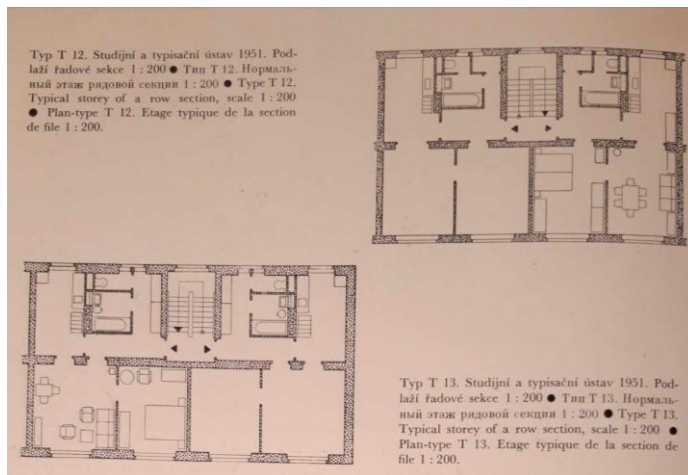 Typ T 12. Studijní a typisační ústav 1951. Pod-
laží řadové sekce 1 : 200 ● Тип Т 12. Нормаль-
ный этаж рядовой секции 1 : 200 ● Type T 12.
Typical storey of a row section, scale 1 : 200
● Plan-type T 12. Etage typique de la section
de file 1 : 200.
Typ T 13. Studijní a typisační ústav 1951. Pod-
laží řadové sekce 1 : 200 ● Тип Т 13. Нормаль-
ный этаж рядовой секции 1 : 200 ● Type T 13.
Typical storey of a row section, scale 1 : 200 ●
Plan-type T 13. Etage typique de la section de
file 1 : 200.